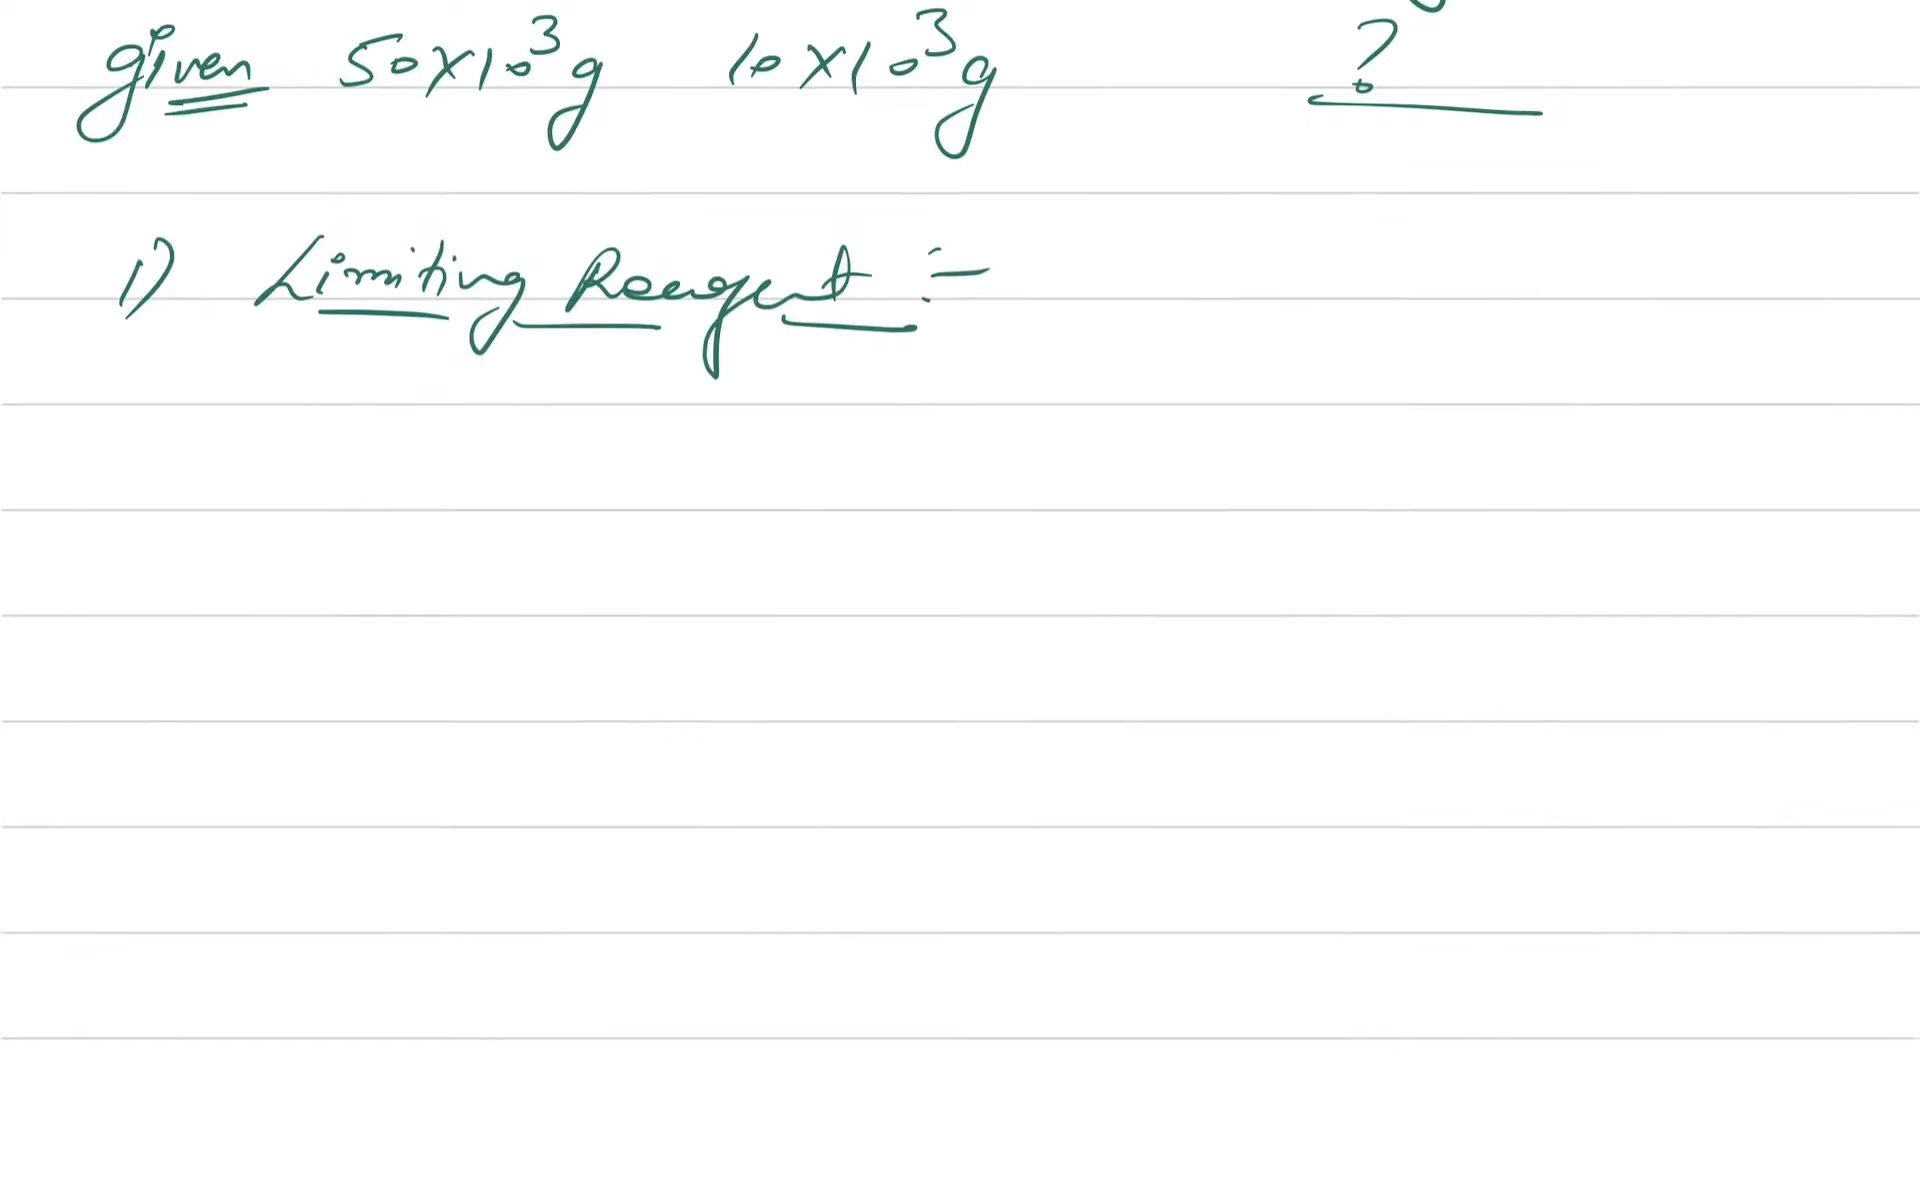 given 50×10³g 10×10³g ?
1) Limiting Reagent :-